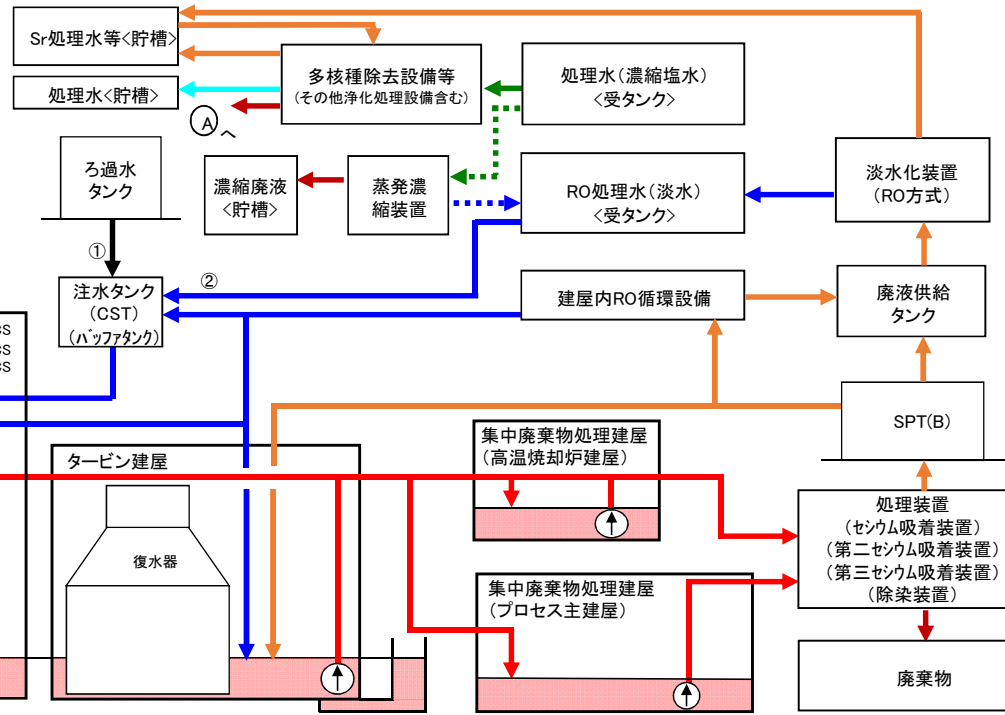 Sr処理水等<貯槽>
処理水<貯槽>
多核種除去設備等
(その他浄化処理設備含む)
処理水(濃縮塩水)
<受タンク>
Aへ
ろ過水
タンク
濃縮廃液
<貯槽>
蒸発濃
縮装置
RO処理水(淡水)
<受タンク>
淡水化装置
(RO方式)
①
②
注水タンク
(CST)
(バッファタンク)
建屋内RO循環設備
廃液供給
タンク
CS
CS
CS
SPT(B)
タービン建屋
復水器
集中廃棄物処理建屋
(高温焼却炉建屋)
集中廃棄物処理建屋
(プロセス主建屋)
処理装置
(セシウム吸着装置)
(第二セシウム吸着装置)
(第三セシウム吸着装置)
(除染装置)
廃棄物